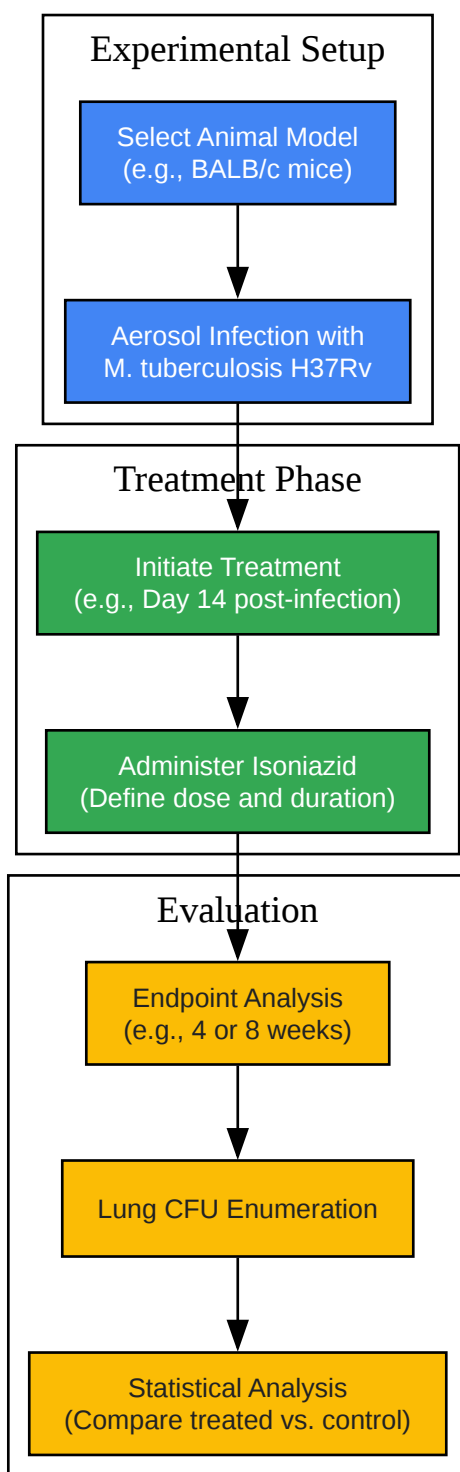 Experimental Setup
Select Animal Model
(e.g., BALB/c mice)
Aerosol Infection with
M. tuberculosis H37Rv
Treatment Phase
Initiate Treatment
(e.g., Day 14 post-infection)
Administer Isoniazid
(Define dose and duration)
Evaluation
Endpoint Analysis
(e.g., 4 or 8 weeks)
Lung CFU Enumeration
Statistical Analysis
(Compare treated vs. control)